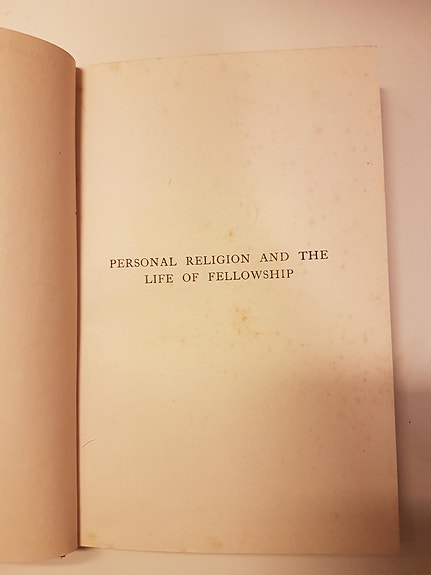 PERSONAL RELIGION AND THE
LIFE OF FELLOWSHIP